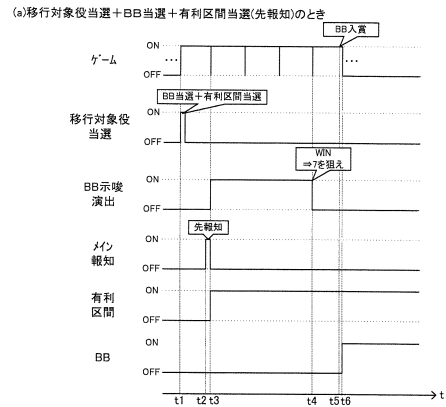 (a)移行対象役当選＋BB当選＋有利区間当選(先報知)のとき
BB入賞
ゲーム
ON
OFF
…
…
BB当選＋有利区間当選
移行対象役
当選
ON
OFF
WIN
⇒7を狙え
BB示唆
演出
ON
OFF
先報知
メイン
報知
ON
OFF
有利
区間
ON
OFF
BB
ON
OFF
t1 t2 t3 t4 t5 t6 t